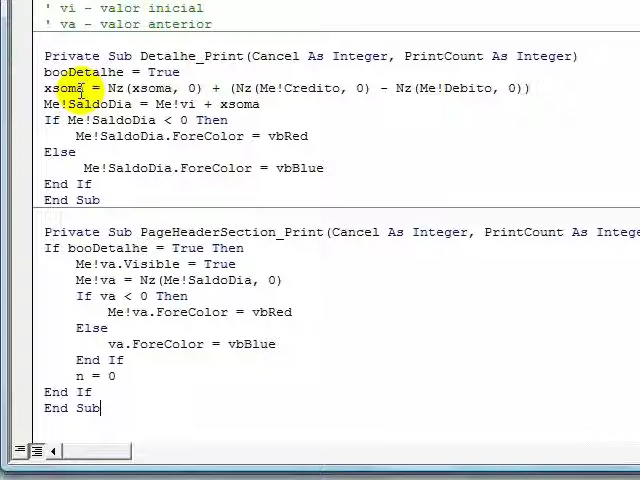 ' vi - valor inicial
' va - valor anterior
Private Sub Detalhe_Print(Cancel As Integer, PrintCount As Integer)
booDetalhe = True
xsoma = Nz(xsoma, 0) + (Nz(Me!Credito, 0) - Nz(Me!Debito, 0))
Me!SaldoDia = Me!vi + xsoma
If Me!SaldoDia < 0 Then
Me!SaldoDia.ForeColor = vbRed
Else
Me!SaldoDia.ForeColor = vbBlue
End If
End Sub
Private Sub PageHeaderSection_Print(Cancel As Integer, PrintCount As Intege
If booDetalhe = True Then
Me!va.Visible = True
Me!va = Nz(Me!SaldoDia, 0)
If va < 0 Then
Me!va.ForeColor = vbRed
Else
va.ForeColor = vbBlue
End If
n = 0
End If
End Sub